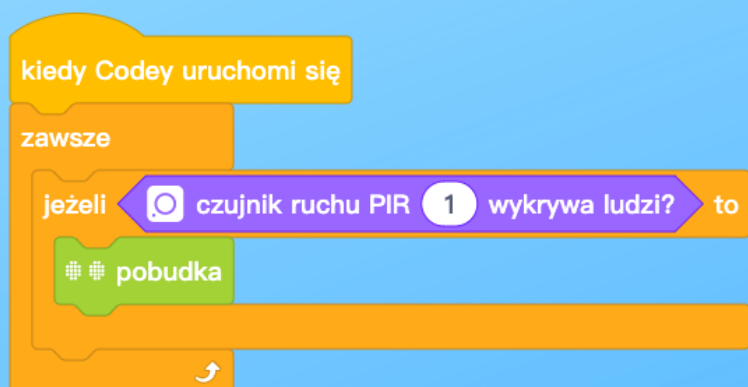 kiedy Codey uruchomi się
zawsze
jeżeli czujnik ruchu PIR 1 wykrywa ludzi? to
pobudka